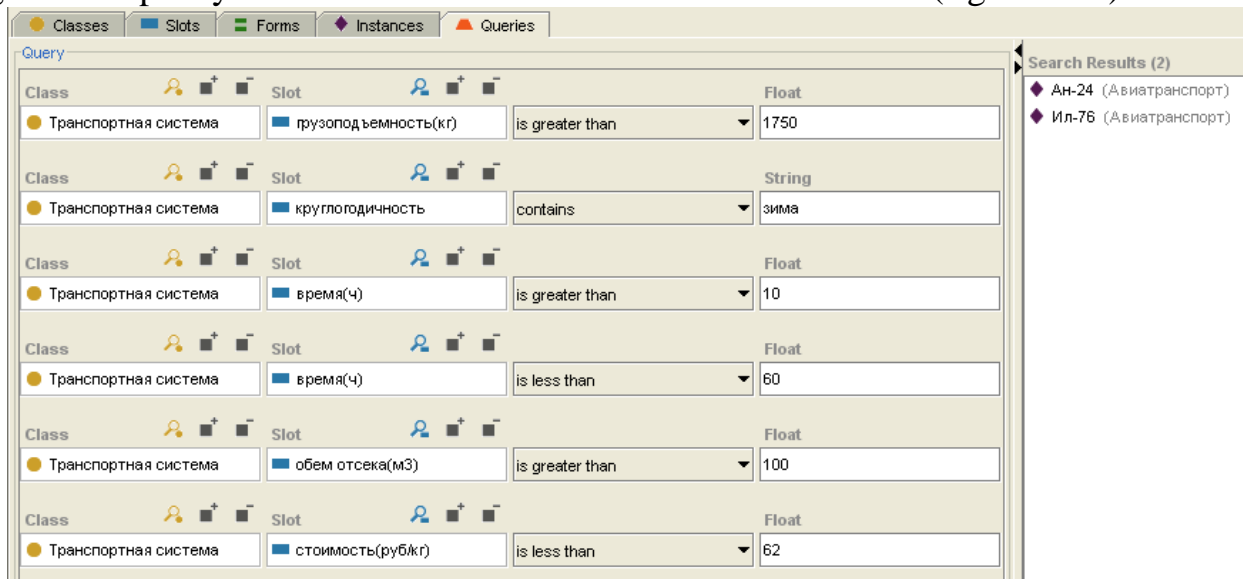 Classes Slots Forms Instances Queries
Query
Search Results (2)
Class Slot Float
Транспортная система грузоподъемность(кг) is greater than 1750
Ан-24 (Авиатранспорт)
Ил-76 (Авиатранспорт)
Class Slot String
Транспортная система круглогодичность contains зима
Class Slot Float
Транспортная система время(ч) is greater than 10
Class Slot Float
Транспортная система время(ч) is less than 60
Class Slot Float
Транспортная система обем отсека(м3) is greater than 100
Class Slot Float
Транспортная система стоимость(руб/кг) is less than 62